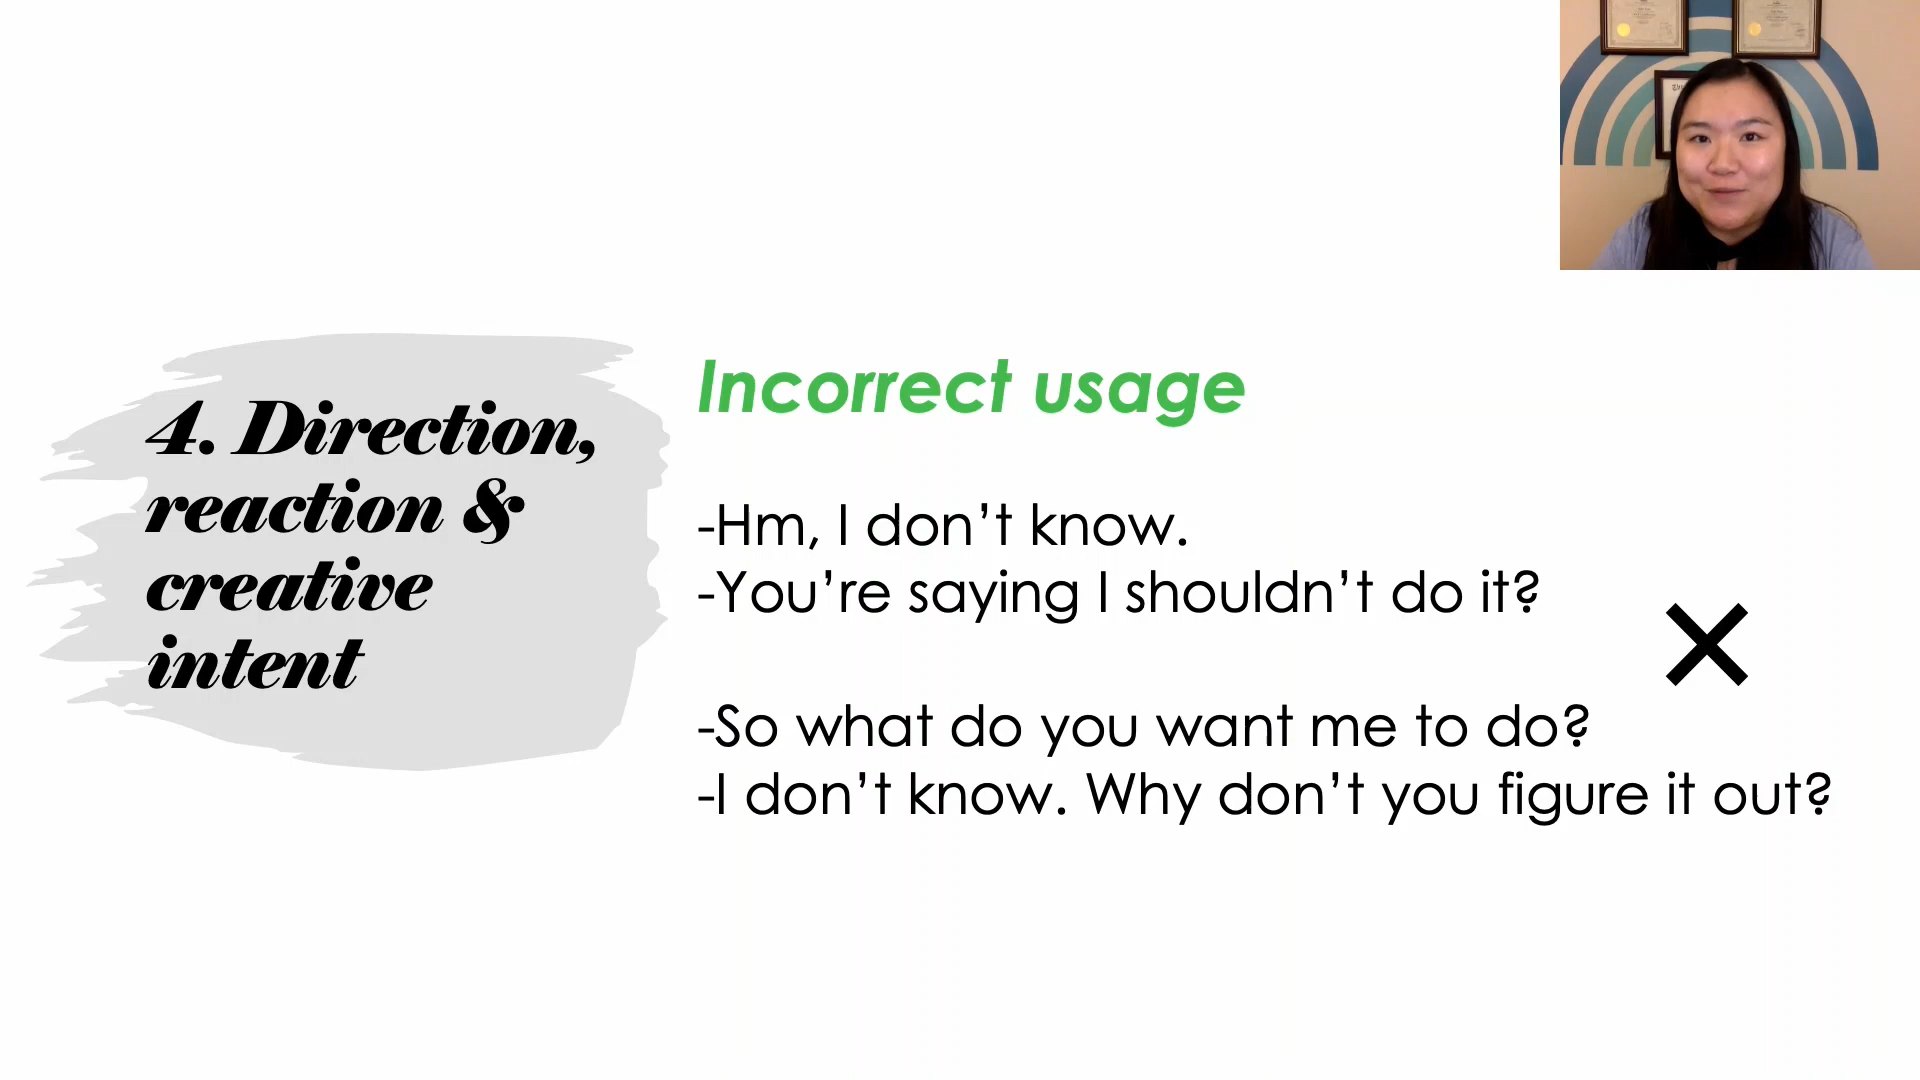 4. Direction,
reaction &
creative
intent
Incorrect usage
-Hm, I don’t know.
-You’re saying I shouldn’t do it?
-So what do you want me to do?
-I don’t know. Why don’t you figure it out?